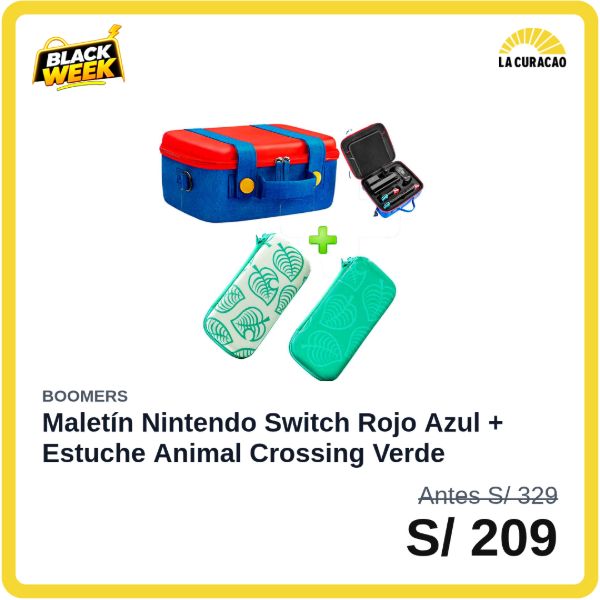 BLACK
WEEK
LA CURACAO
BOOMERS
Maletín Nintendo Switch Rojo Azul +
Estuche Animal Crossing Verde
Antes S/ 329
S/ 209